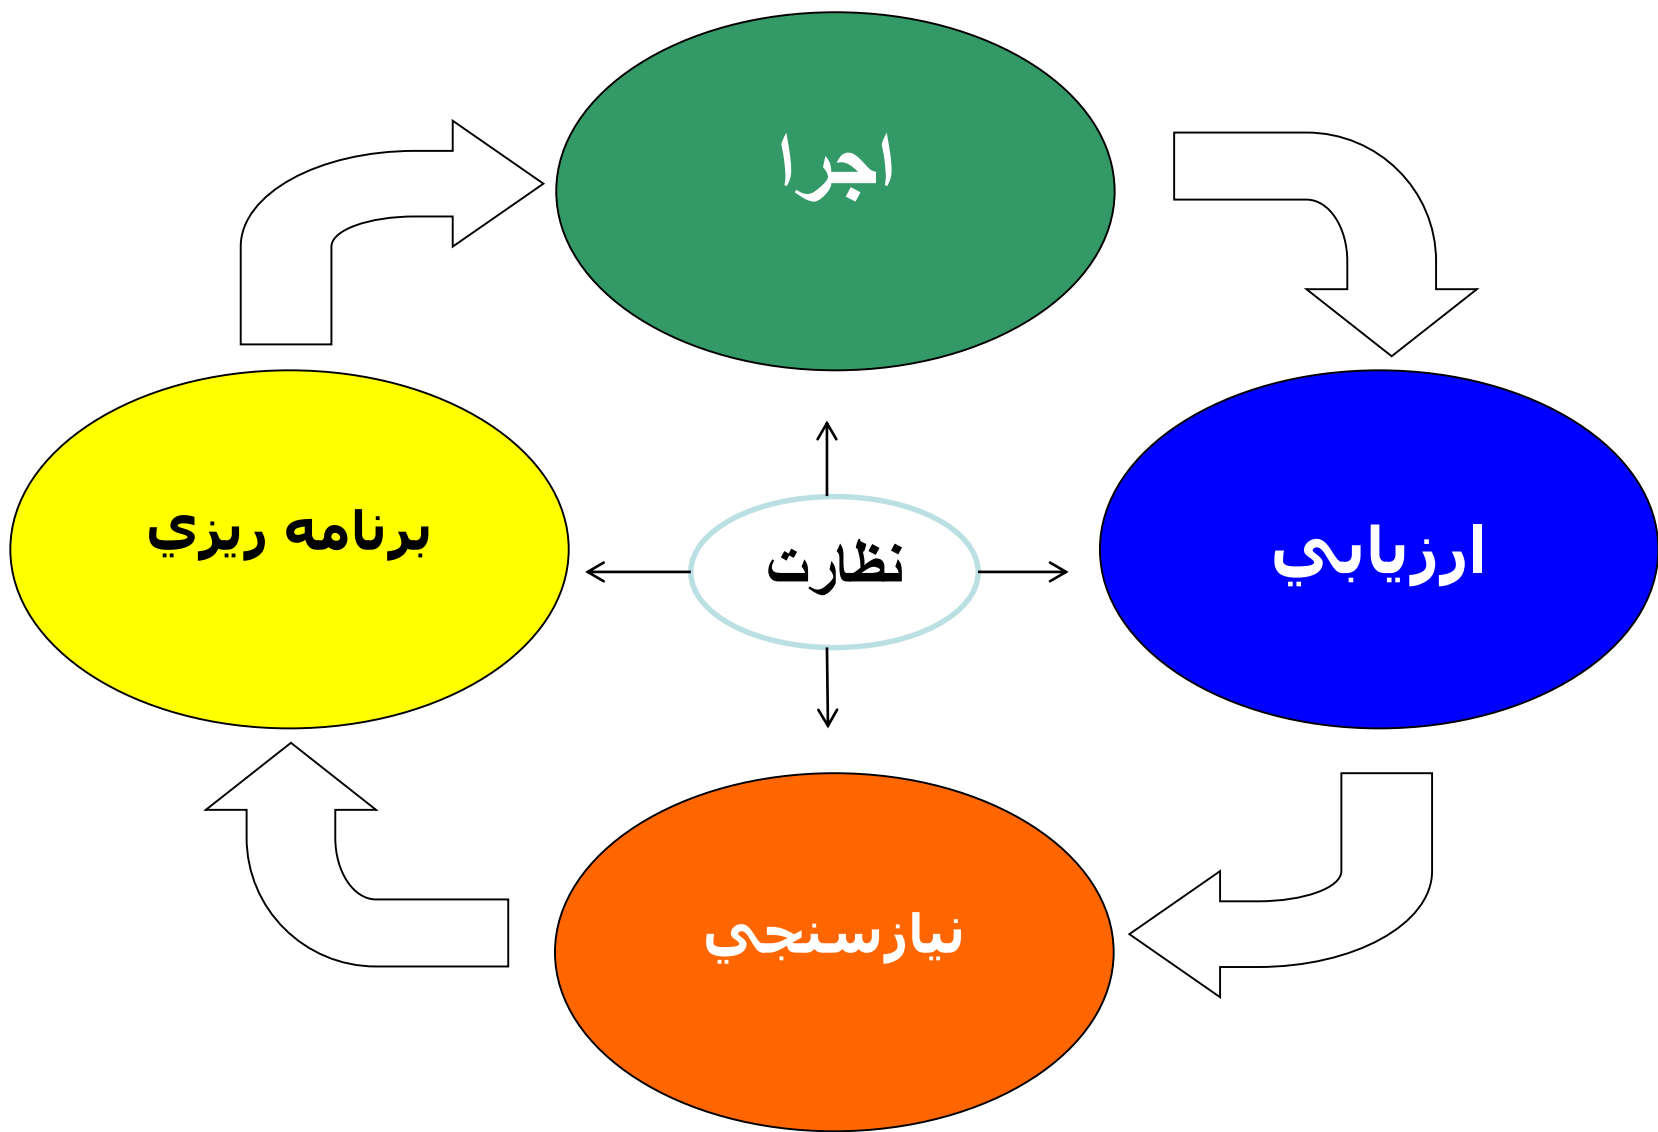 اجرا
برنامه ريزي
ارزيابي
نظارت
نيازسنجي